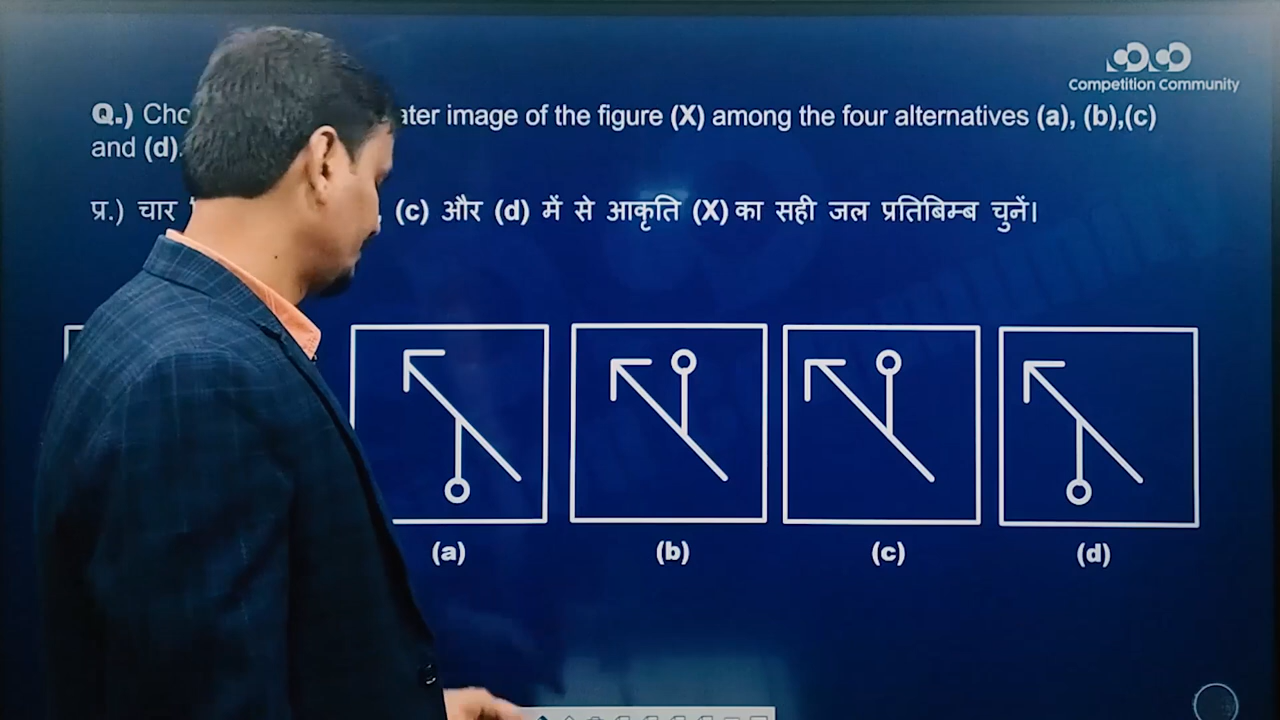 Competition Community
Q.) Cho ater image of the figure (X) among the four alternatives (a), (b),(c)
and (d).
प्र.) चार (c) और (d) में से आकृति (X) का सही जल प्रतिबिम्ब चुनें।
(a) (b) (c) (d)